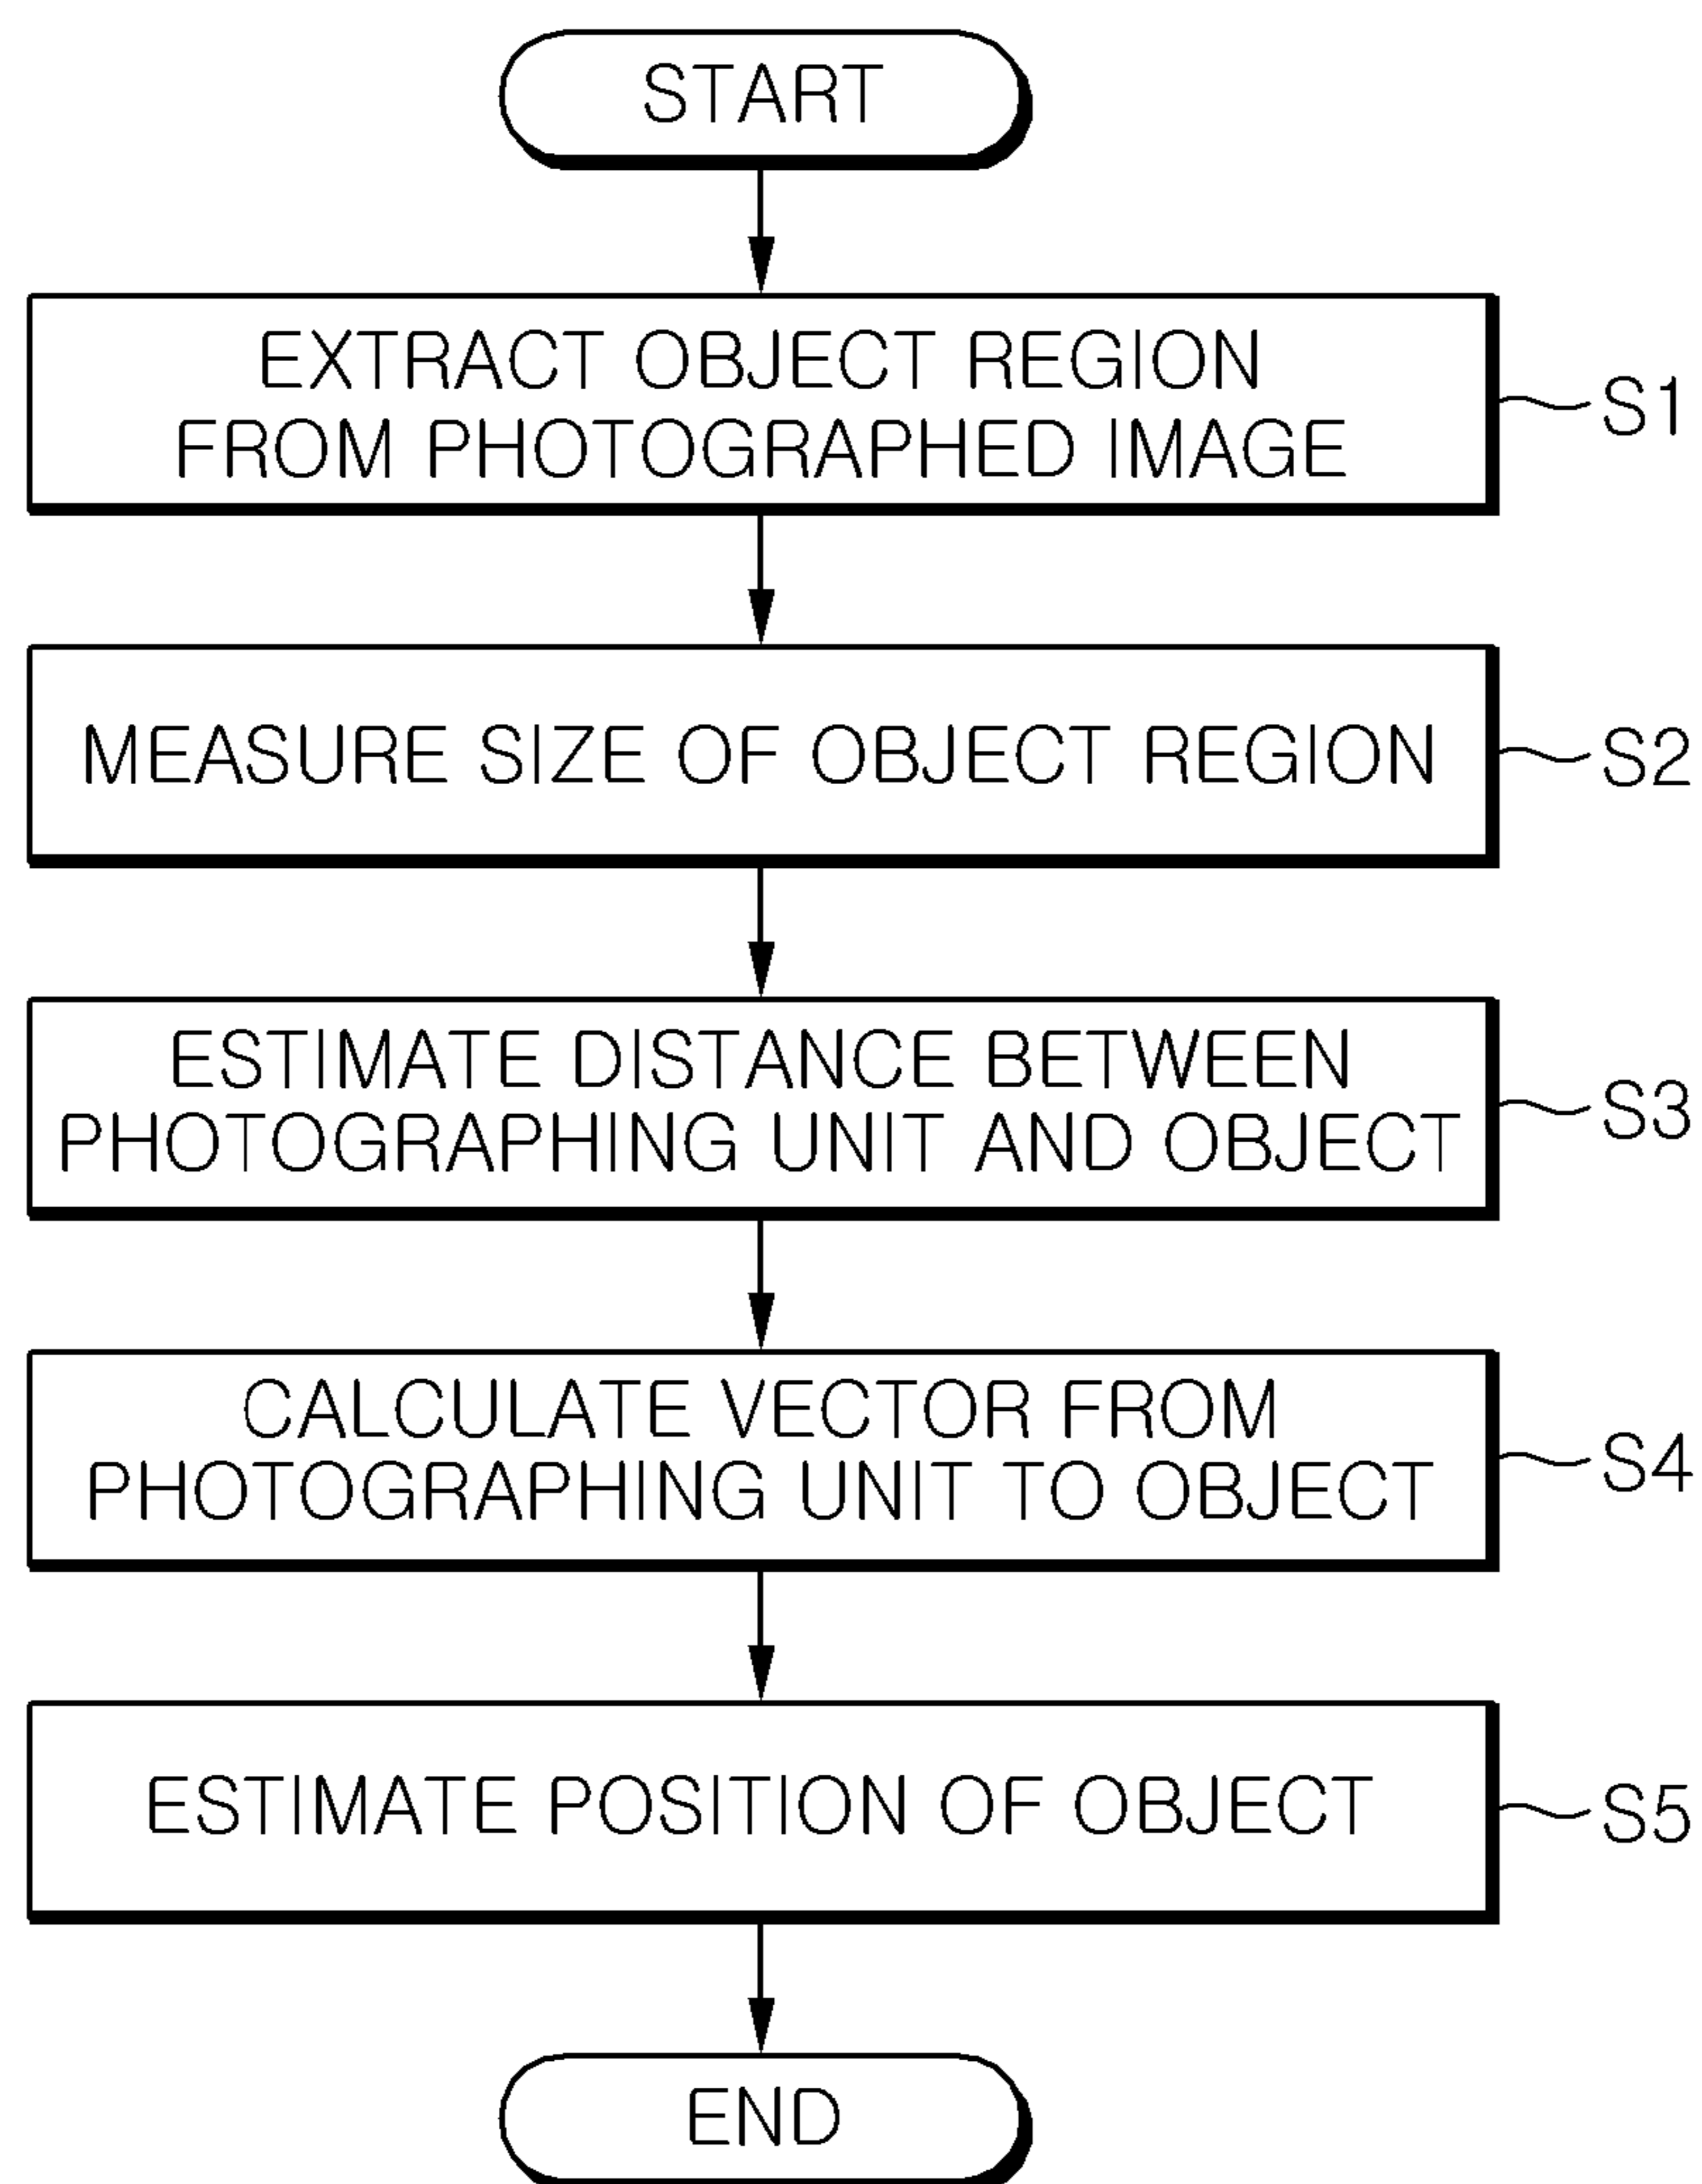 START
EXTRACT OBJECT REGION
FROM PHOTOGRAPHED IMAGE
S1
MEASURE SIZE OF OBJECT REGION
S2
ESTIMATE DISTANCE BETWEEN
PHOTOGRAPHING UNIT AND OBJECT
S3
CALCULATE VECTOR FROM
PHOTOGRAPHING UNIT TO OBJECT
S4
ESTIMATE POSITION OF OBJECT
S5
END